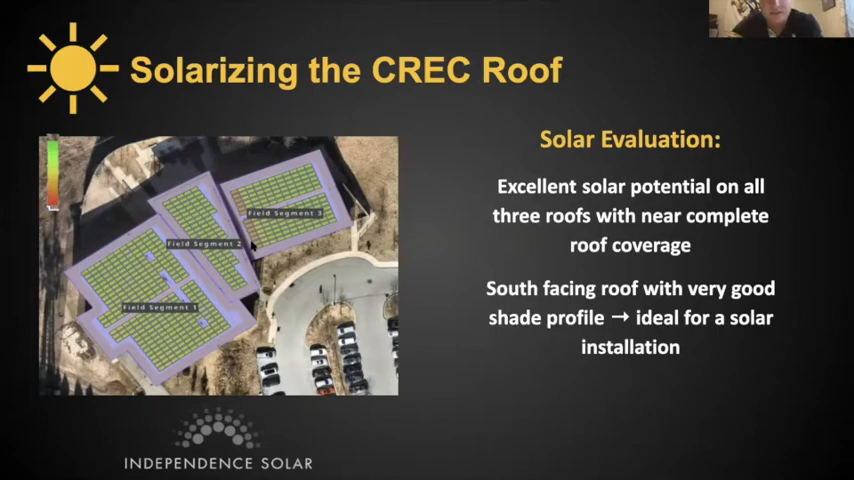 Solarizing the CREC Roof
Solar Evaluation:
Excellent solar potential on all
three roofs with near complete
roof coverage
South facing roof with very good
shade profile → ideal for a solar
installation
Field Segment 3
Field Segment 2
Field Segment 1
INDEPENDENCE SOLAR